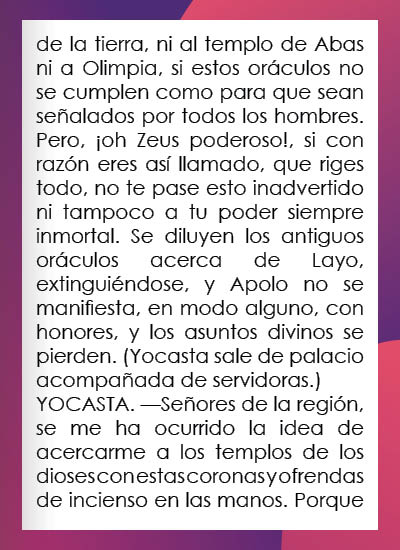 de la tierra, ni al templo de Abas
ni a Olimpia, si estos oráculos no
se cumplen como para que sean
señalados por todos los hombres.
Pero, ¡oh Zeus poderoso!, si con
razón eres así llamado, que riges
todo, no te pase esto inadvertido
ni tampoco a tu poder siempre
inmortal. Se diluyen los antiguos
oráculos acerca de Layo,
extinguiéndose, y Apolo no se
manifiesta, en modo alguno, con
honores, y los asuntos divinos se
pierden. (Yocasta sale de palacio
acompañada de servidoras.)
YOCASTA. —Señores de la región,
se me ha ocurrido la idea de
acercarme a los templos de los
dioses con estas coronas y ofrendas
de incienso en las manos. Porque